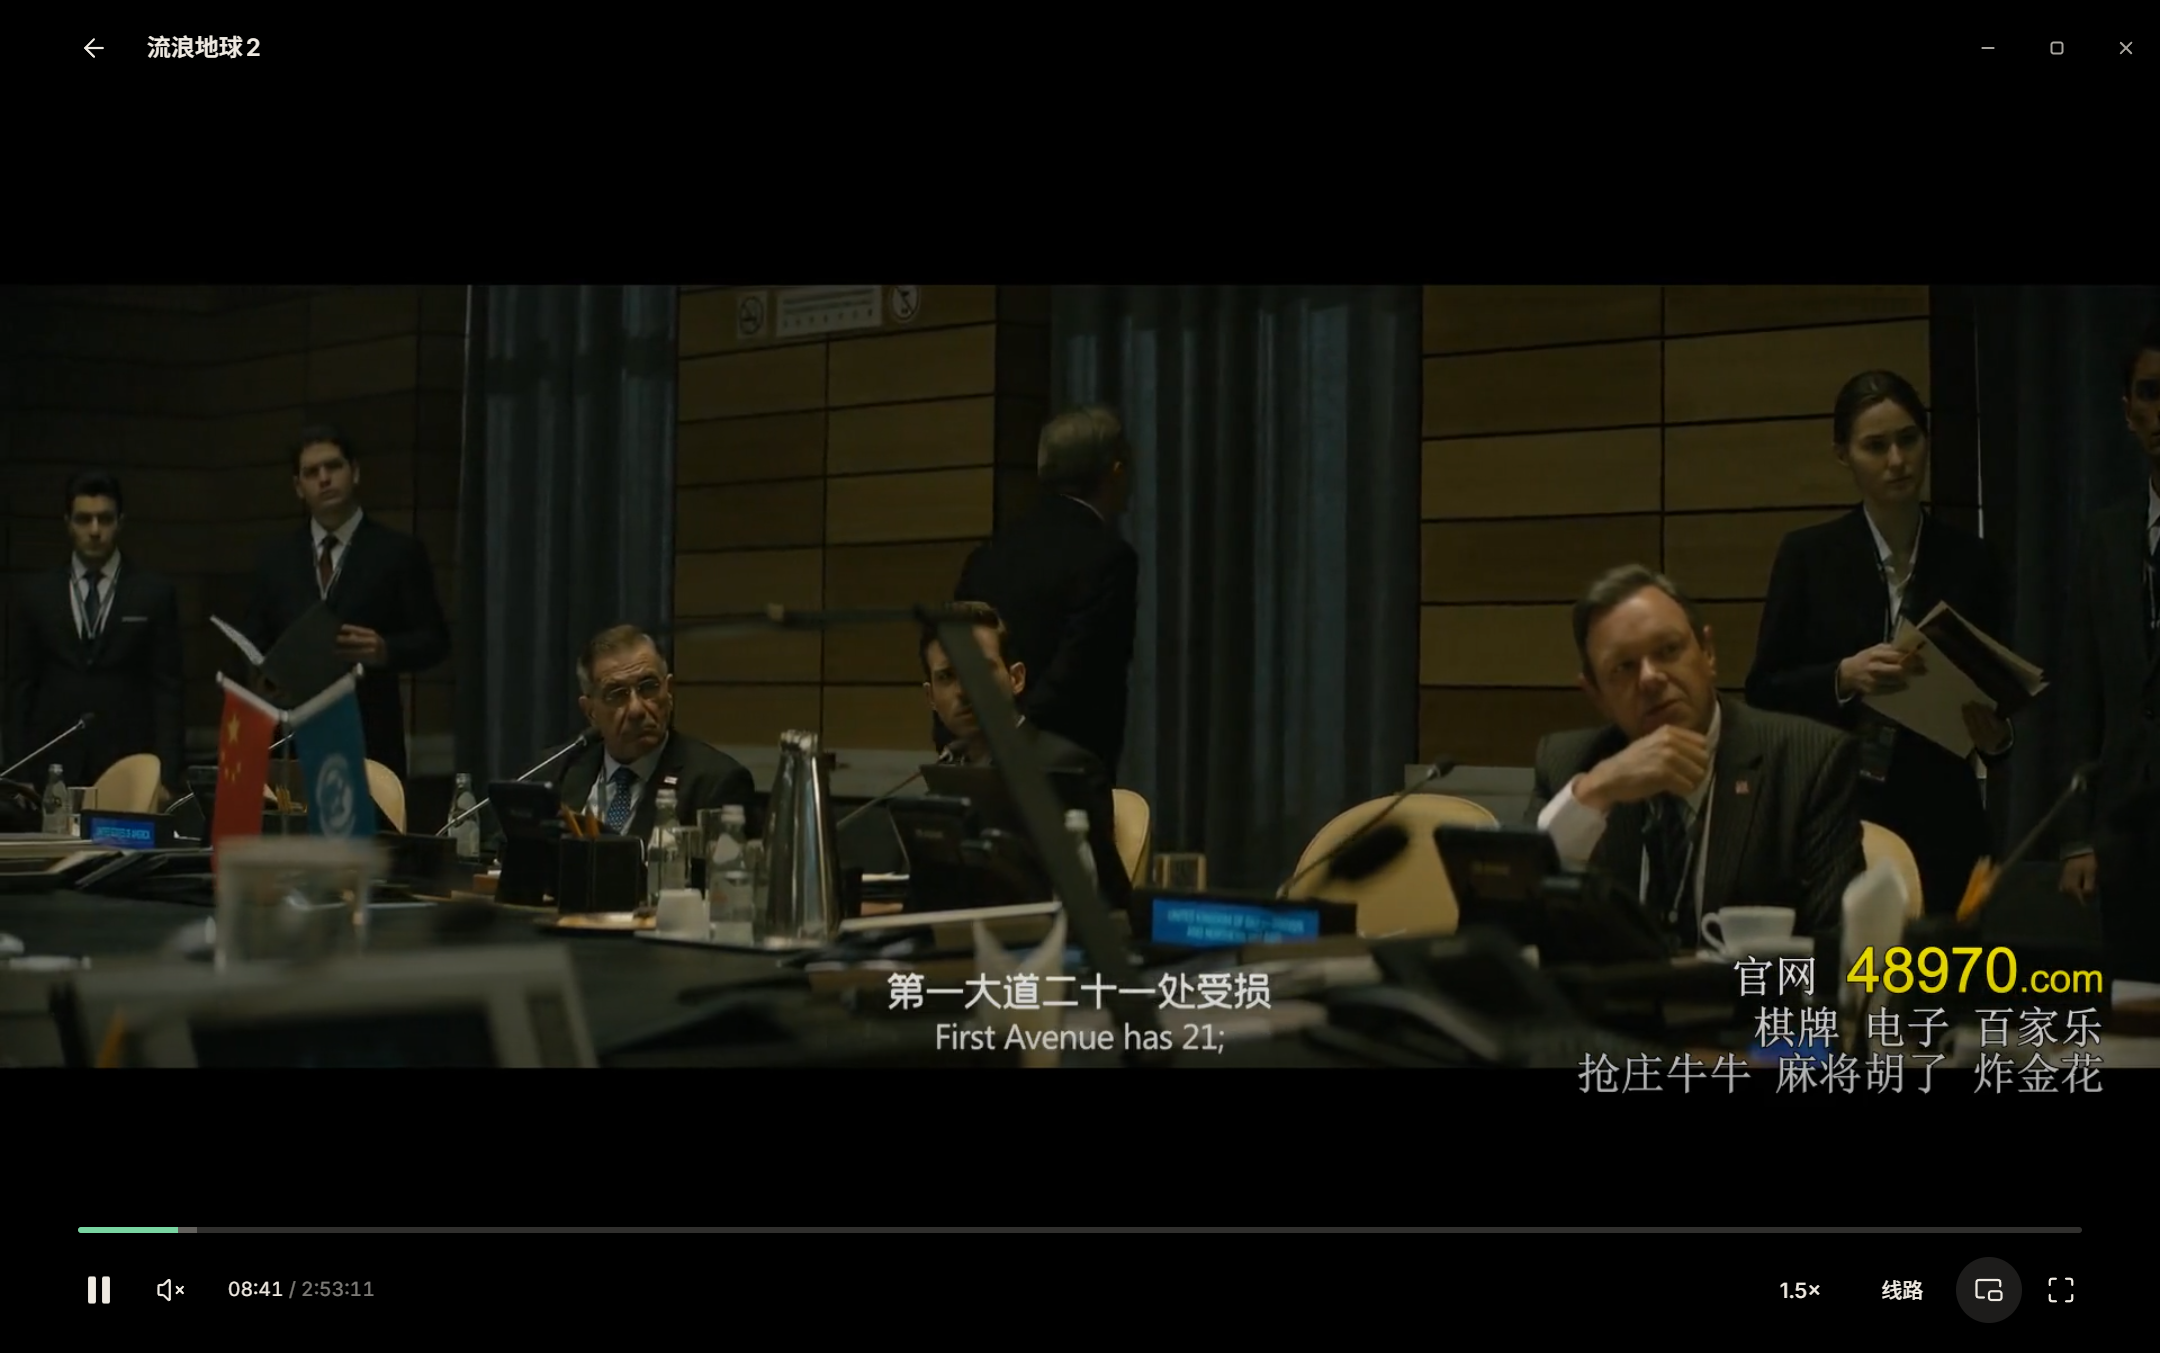 流浪地球2
第一大道二十一处受损
First Avenue has 21;
官网 48970.com
棋牌 电子 百家乐
抢庄牛牛 麻将胡了 炸金花
08:41 / 2:53:11
1.5×
线路